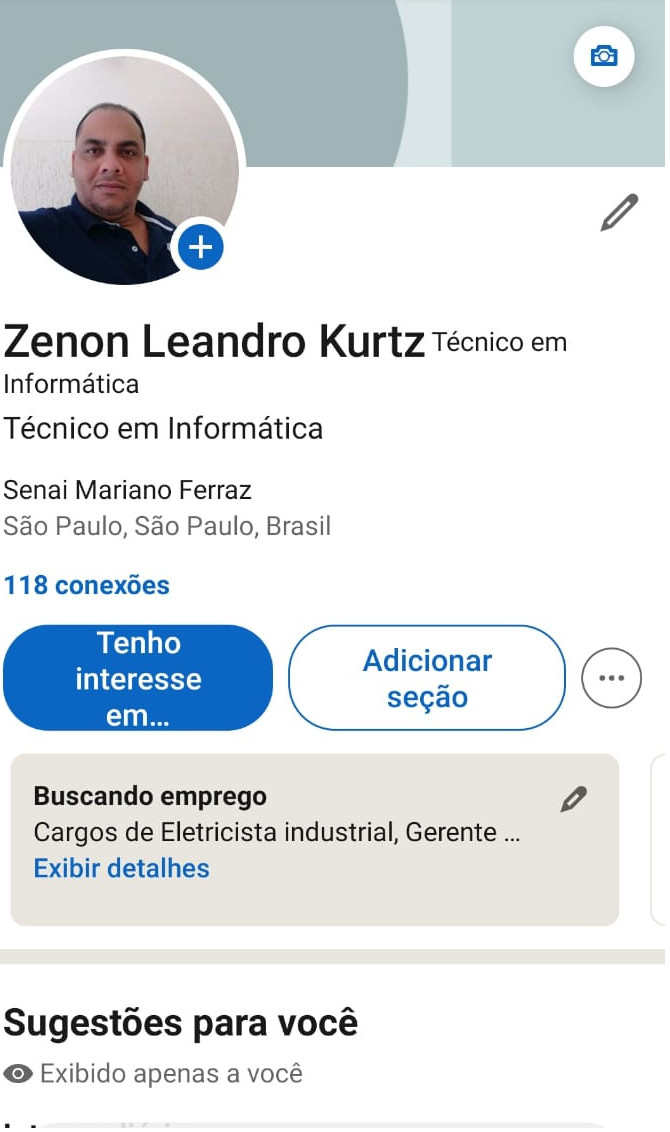 Zenon Leandro Kurtz Técnico em
Informática
Técnico em Informática
Senai Mariano Ferraz
São Paulo, São Paulo, Brasil
118 conexões
Tenho
interesse
em...
Adicionar
seção
Buscando emprego
Cargos de Eletricista industrial, Gerente ...
Exibir detalhes
Sugestões para você
Exibido apenas a você